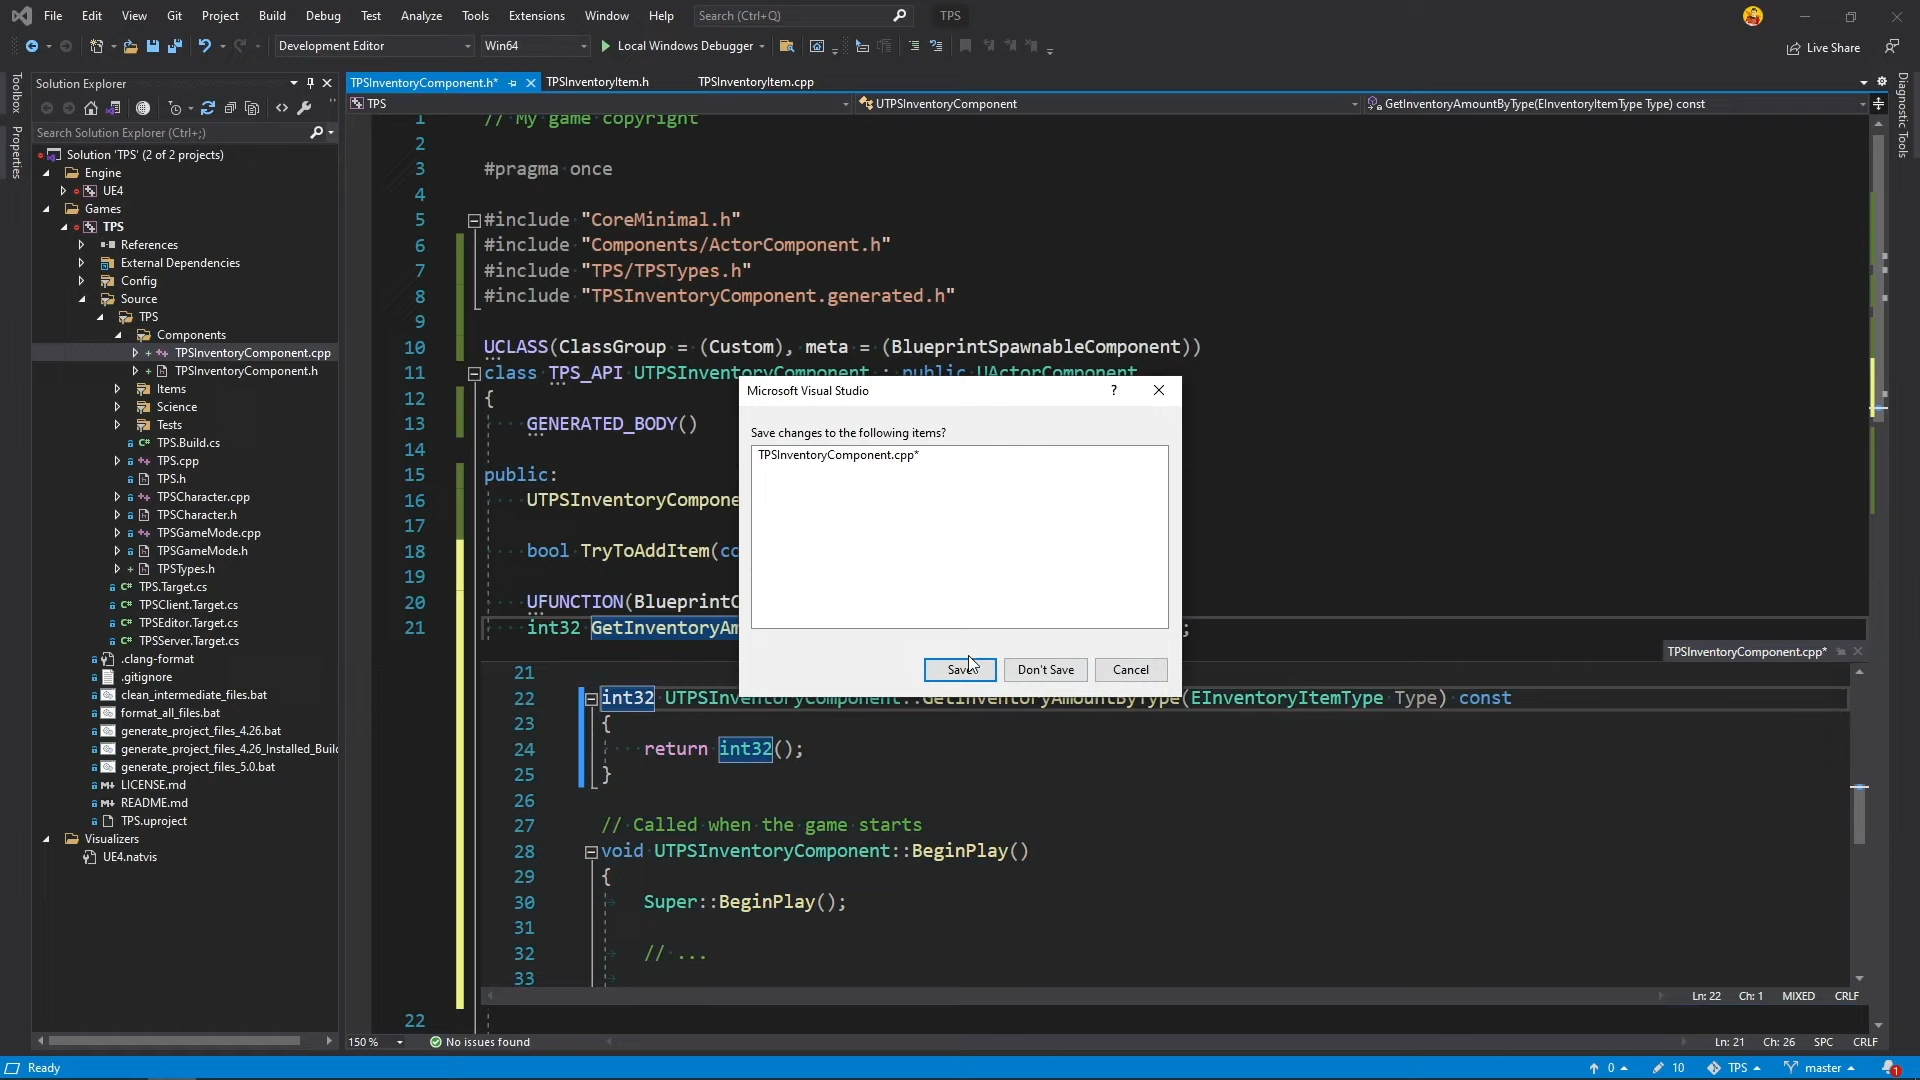 File Edit View Git Project Build Debug Test Analyze Tools Extensions Window Help Search (Ctrl+Q) TPS
Development Editor Win64 Local Windows Debugger Live Share
Toolbox
Properties
Solution Explorer
Search Solution Explorer (Ctrl+;)
Solution 'TPS' (2 of 2 projects)
Engine
UE4
Games
TPS
References
External Dependencies
Config
Source
TPS
Components
TPSInventoryComponent.cpp
TPSInventoryComponent.h
Items
Science
Tests
TPS.Build.cs
TPS.cpp
TPS.h
TPSCharacter.cpp
TPSCharacter.h
TPSGameMode.cpp
TPSGameMode.h
TPSTypes.h
TPS.Target.cs
TPSClient.Target.cs
TPSEditor.Target.cs
TPSServer.Target.cs
.clang-format
.gitignore
clean_intermediate_files.bat
format_all_files.bat
generate_project_files_4.26.bat
generate_project_files_4.26_Installed_Build
generate_project_files_5.0.bat
LICENSE.md
README.md
TPS.uproject
Visualizers
UE4.natvis
TPSInventoryComponent.h* TPSInventoryItem.h TPSInventoryItem.cpp
TPS UTPSInventoryComponent GetInventoryAmountByType(EInventoryItemType Type) const
Diagnostic Tools
1 // My game copyright
2
3 #pragma once
4
5 #include "CoreMinimal.h"
6 #include "Components/ActorComponent.h"
7 #include "TPS/TPSTypes.h"
8 #include "TPSInventoryComponent.generated.h"
9
10 UCLASS(ClassGroup = (Custom), meta = (BlueprintSpawnableComponent))
11 class TPS_API UTPSInventoryComponent : public UActorComponent
12 {
13 GENERATED_BODY()
14
15 public:
16 UTPSInventoryCompone
17
18 bool TryToAddItem(co
19
20 UFUNCTION(BlueprintC
21 int32 GetInventoryAm ;
Microsoft Visual Studio ?
Save changes to the following items?
TPSInventoryComponent.cpp*
Save Don't Save Cancel
TPSInventoryComponent.cpp*
21
22 int32 UTPSInventoryComponent::GetInventoryAmountByType(EInventoryItemType Type) const
23 {
24 return int32();
25 }
26
27 // Called when the game starts
28 void UTPSInventoryComponent::BeginPlay()
29 {
30 Super::BeginPlay();
31
32 // ...
33
Ln: 22 Ch: 1 MIXED CRLF
22
150 % No issues found Ln: 21 Ch: 26 SPC CRLF
Ready 0 10 TPS master 1